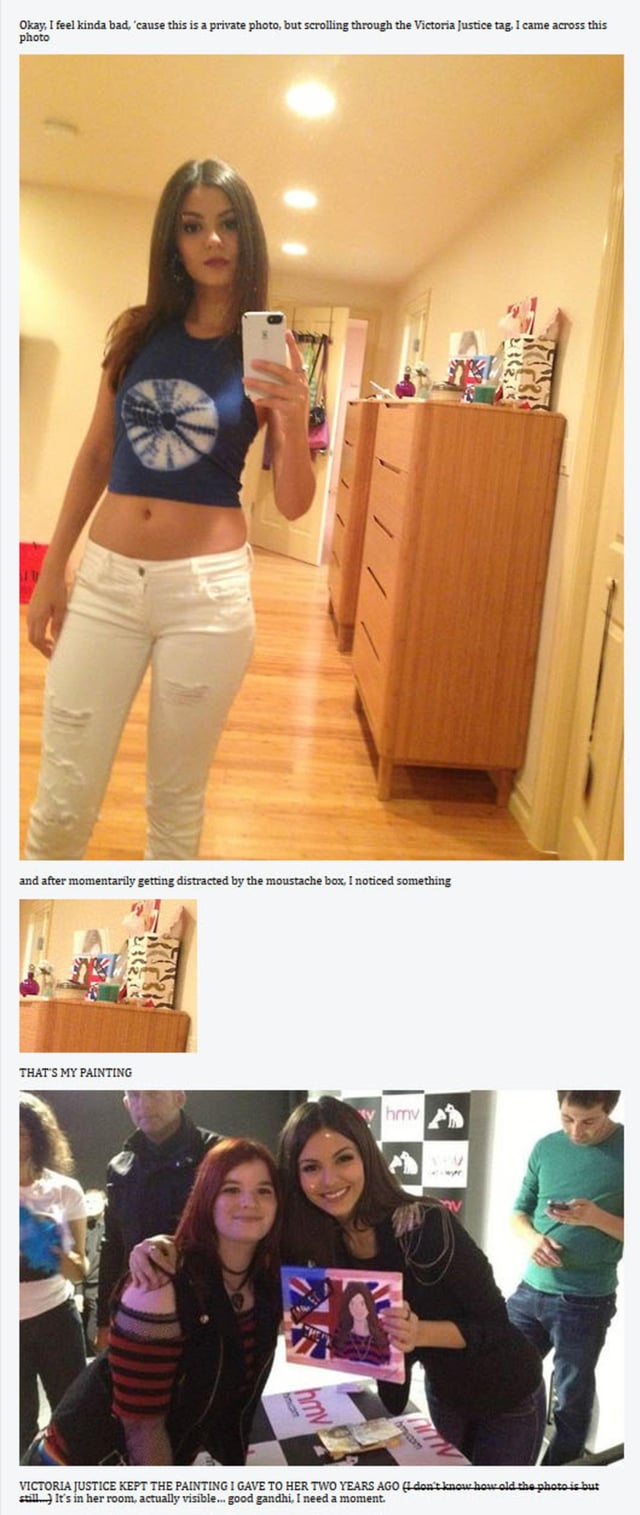 Okay, I feel kinda bad, 'cause this is a private photo, but scrolling through the Victoria Justice tag, I came across this
photo
and after momentarily getting distracted by the moustache box, I noticed something
THAT'S MY PAINTING
hmv
hmv
hmv.com
hmv
VICTORIA JUSTICE KEPT THE PAINTING I GAVE TO HER TWO YEARS AGO (I don't know how old the photo is but
still...) It's in her room, actually visible... good gandhi, I need a moment.